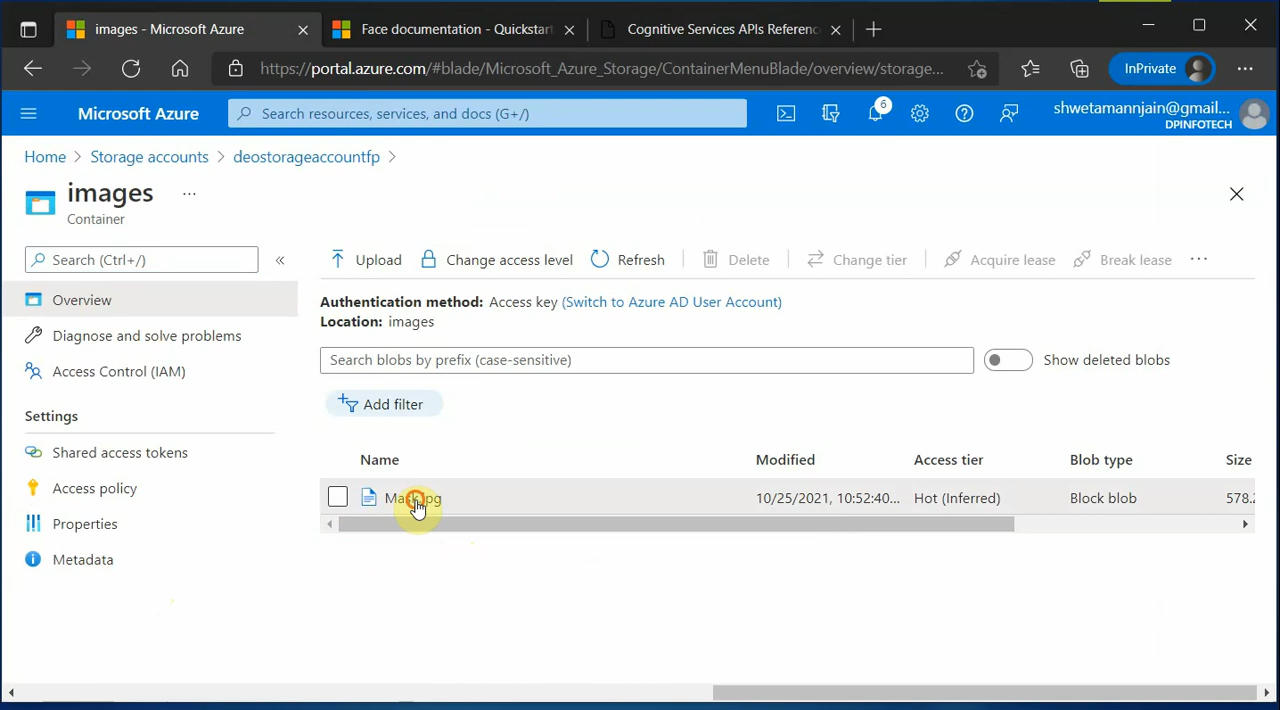 images - Microsoft Azure
Face documentation - Quickstart
Cognitive Services APIs Referenc
https://portal.azure.com/#blade/Microsoft_Azure_Storage/ContainerMenuBlade/overview/storage...
InPrivate
Microsoft Azure
Search resources, services, and docs (G+/)
6
shwetamannjain@gmail....
DPINFOTECH
Home > Storage accounts > deostorageaccountfp >
images ...
Container
Search (Ctrl+/)
«
Upload
Change access level
Refresh
Delete
Change tier
Acquire lease
Break lease
...
Overview
Diagnose and solve problems
Access Control (IAM)
Settings
Shared access tokens
Access policy
Properties
Metadata
Authentication method: Access key (Switch to Azure AD User Account)
Location: images
Search blobs by prefix (case-sensitive)
Show deleted blobs
Add filter
Name Modified Access tier Blob type Size
10/25/2021, 10:52:40... Hot (Inferred) Block blob 578.2